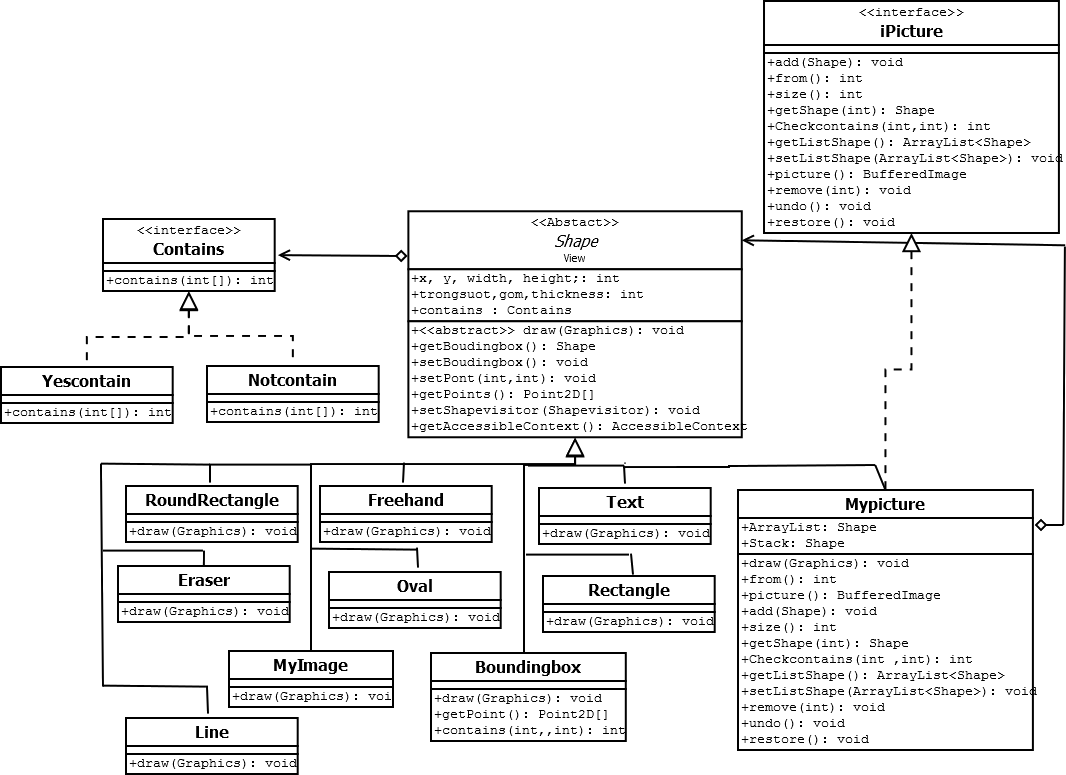 <<interface>>
iPicture
+add(Shape): void
+from(): int
+size(): int
+getShape(int): Shape
+Checkcontains(int,int): int
+getListShape(): ArrayList<Shape>
+setListShape(ArrayList<Shape>): void
+picture(): BufferedImage
+remove(int): void
+undo(): void
+restore(): void
<<interface>>
Contains
+contains(int[]): int
<<Abstact>>
Shape
View
+x, y, width, height;: int
+trongsuot,gom,thickness: int
+contains : Contains
+<<abstract>> draw(Graphics): void
+getBoudingbox(): Shape
+setBoudingbox(): void
+setPont(int,int): void
+getPoints(): Point2D[]
+setShapevisitor(Shapevisitor): void
+getAccessibleContext(): AccessibleContext
Yescontain
+contains(int[]): int
Notcontain
+contains(int[]): int
RoundRectangle
+draw(Graphics): void
Freehand
+draw(Graphics): void
Text
+draw(Graphics): void
Eraser
+draw(Graphics): void
Oval
+draw(Graphics): void
Rectangle
+draw(Graphics): void
MyImage
+draw(Graphics): voi
Boundingbox
+draw(Graphics): void
+getPoint(): Point2D[]
+contains(int,,int): int
Line
+draw(Graphics): void
Mypicture
+ArrayList: Shape
+Stack: Shape
+draw(Graphics): void
+from(): int
+picture(): BufferedImage
+add(Shape): void
+size(): int
+getShape(int): Shape
+Checkcontains(int ,int): int
+getListShape(): ArrayList<Shape>
+setListShape(ArrayList<Shape>): void
+remove(int): void
+undo(): void
+restore(): void